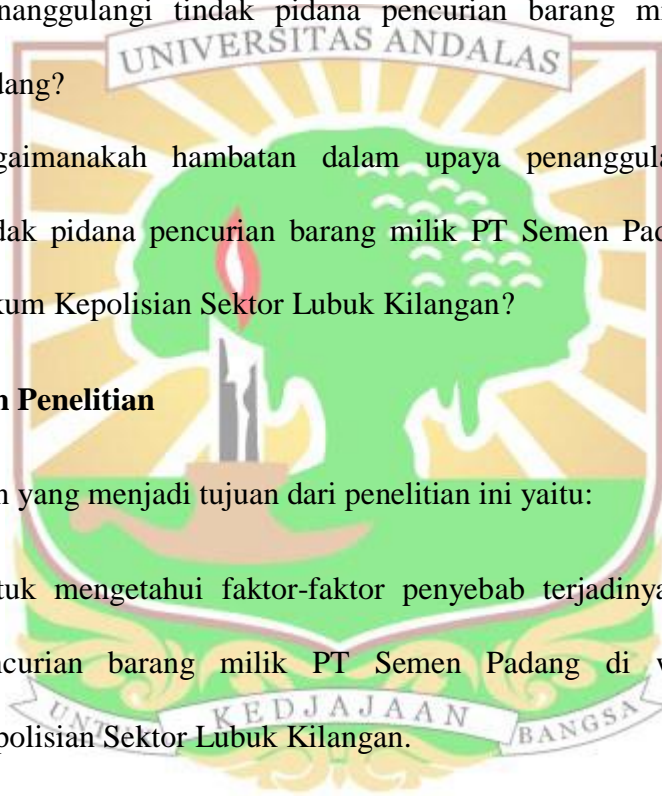 nanggulangi tindak pidana pencurian barang m
UNIVERSITAS ANDALAS
dang?
gaimanakah hambatan dalam upaya penanggula
dak pidana pencurian barang milik PT Semen Pad
kum Kepolisian Sektor Lubuk Kilangan?
n Penelitian
n yang menjadi tujuan dari penelitian ini yaitu:
tuk mengetahui faktor-faktor penyebab terjadinya
ncurian barang milik PT Semen Padang di w
UNT KEDJAJAAN BANGSA
polisian Sektor Lubuk Kilangan.